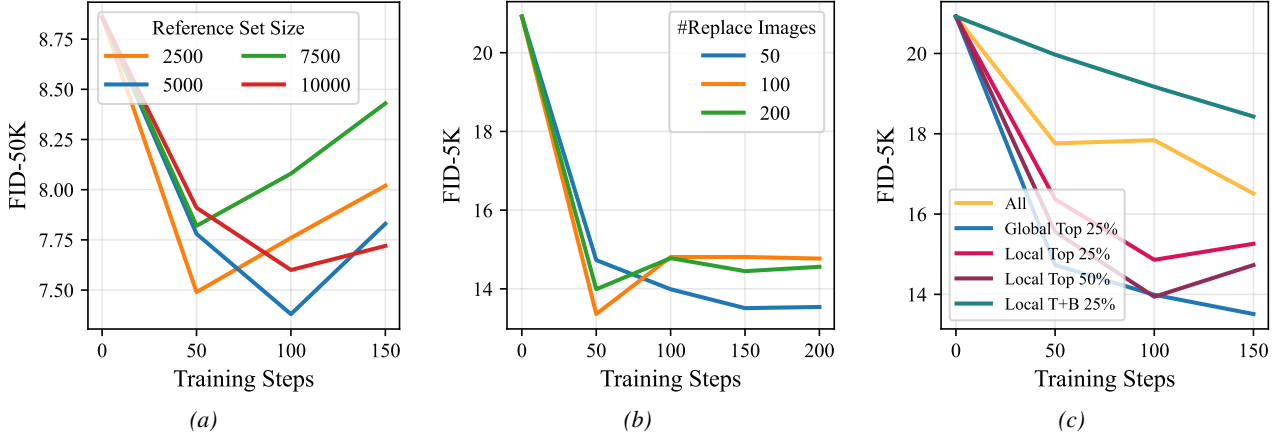 Reference Set Size
2500
7500
5000
10000
8.75
8.50
8.25
8.00
7.75
7.50
FID-50K
0
50
100
150
Training Steps
(a)
#Replace Images
50
100
200
20
18
16
14
FID-5K
0
50
100
150
200
Training Steps
(b)
20
18
16
14
FID-5K
All
Global Top 25%
Local Top 25%
Local Top 50%
Local T+B 25%
0
50
100
150
Training Steps
(c)